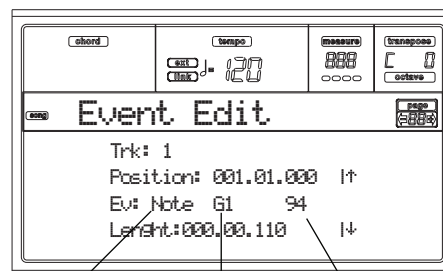 chord tempo measure transpose
ext link = 120 888 C 0
octave
song Event Edit page 88
Trk: 1
Position: 001.01.000 |↑
Ev: Note G1 94
Lenght:000.00.110 |↓